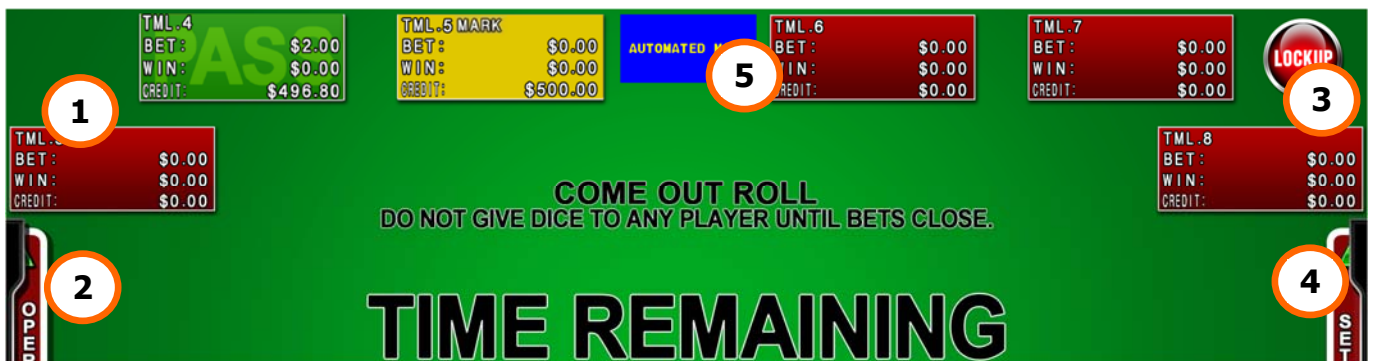 TML.4
BET: $2.00
WIN: $0.00
CREDIT: $496.80
TML.5 MARK
BET: $0.00
WIN: $0.00
CREDIT: $500.00
AUTOMATED
5
TML.6
BET: $0.00
WIN: $0.00
CREDIT: $0.00
TML.7
BET: $0.00
WIN: $0.00
CREDIT: $0.00
LOCKUP
3
1
BET: $0.00
WIN: $0.00
CREDIT: $0.00
TML.8
BET: $0.00
WIN: $0.00
CREDIT: $0.00
COME OUT ROLL
DO NOT GIVE DICE TO ANY PLAYER UNTIL BETS CLOSE.
2
4
TIME REMAINING